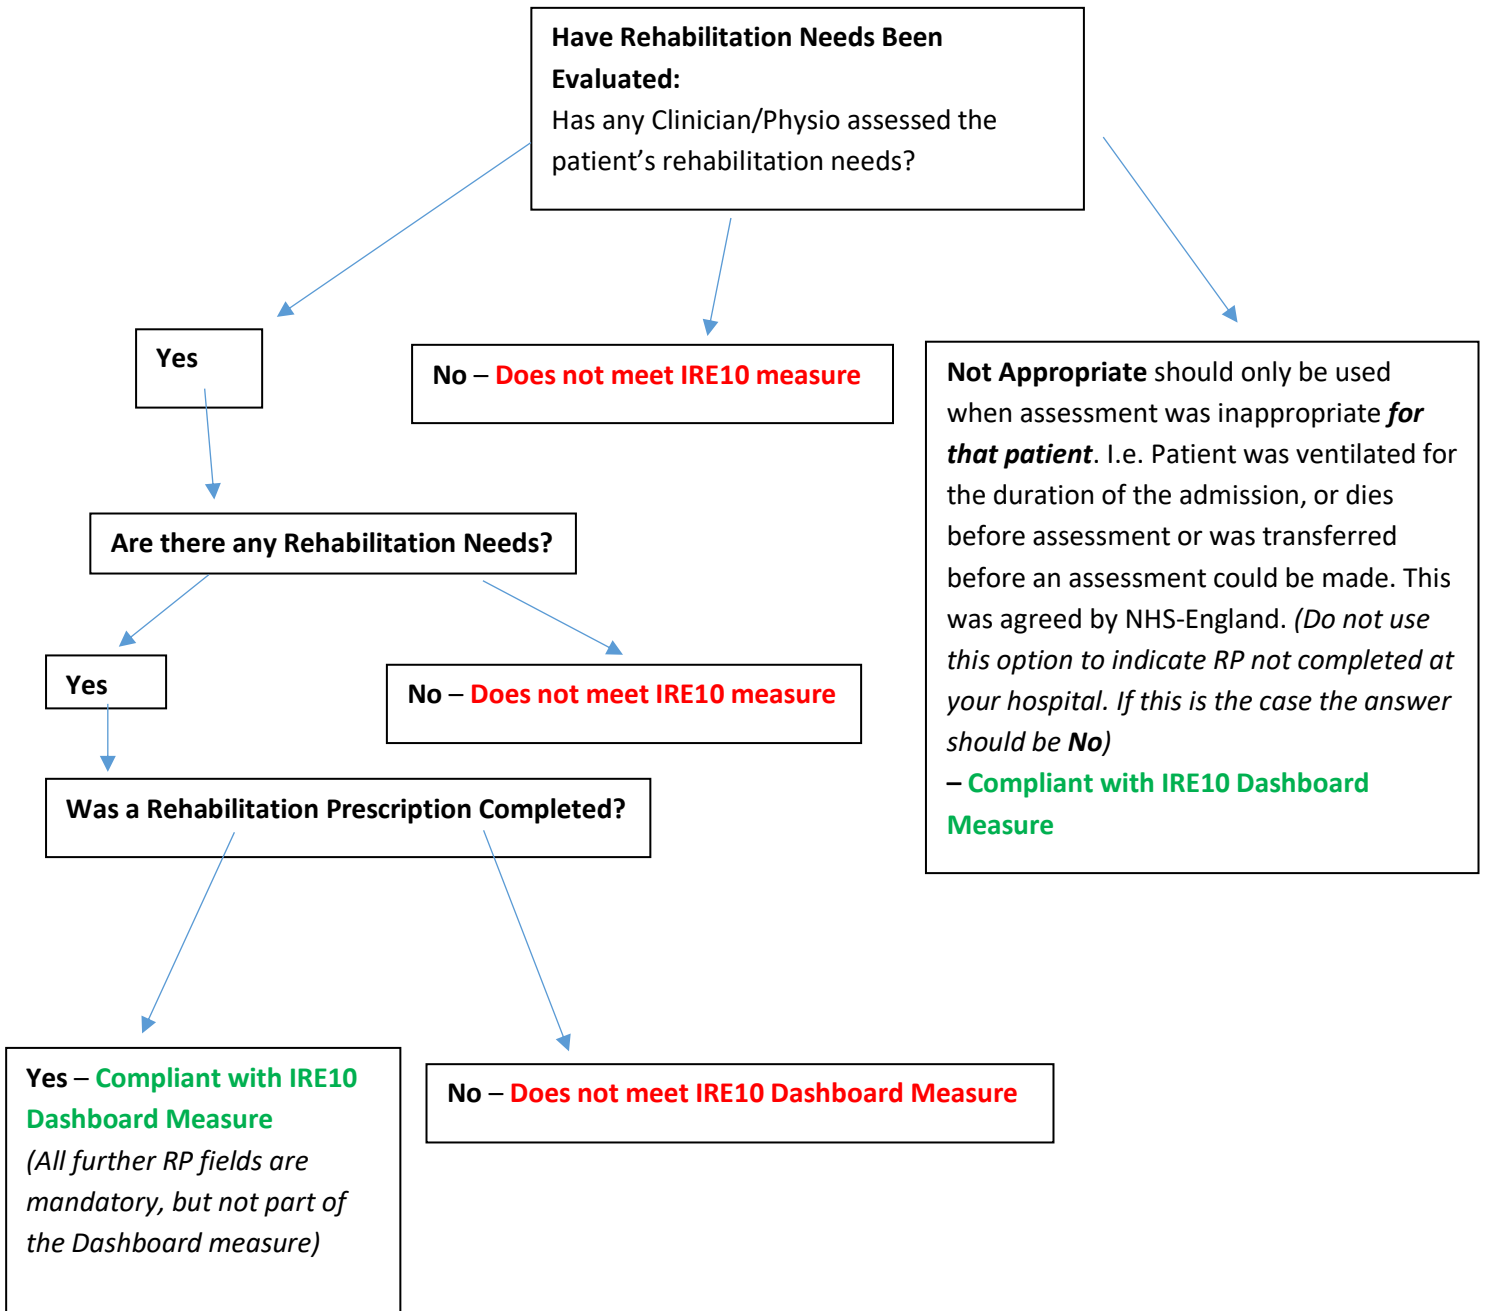 Have Rehabilitation Needs Been
Evaluated:
Has any Clinician/Physio assessed the
patient’s rehabilitation needs?
Yes
No – Does not meet IRE10 measure
Not Appropriate should only be used
when assessment was inappropriate for
that patient. I.e. Patient was ventilated for
the duration of the admission, or dies
before assessment or was transferred
before an assessment could be made. This
was agreed by NHS-England. (Do not use
this option to indicate RP not completed at
your hospital. If this is the case the answer
should be No)
– Compliant with IRE10 Dashboard
Measure
Are there any Rehabilitation Needs?
Yes
No – Does not meet IRE10 measure
Was a Rehabilitation Prescription Completed?
Yes – Compliant with IRE10
Dashboard Measure
(All further RP fields are
mandatory, but not part of
the Dashboard measure)
No – Does not meet IRE10 Dashboard Measure